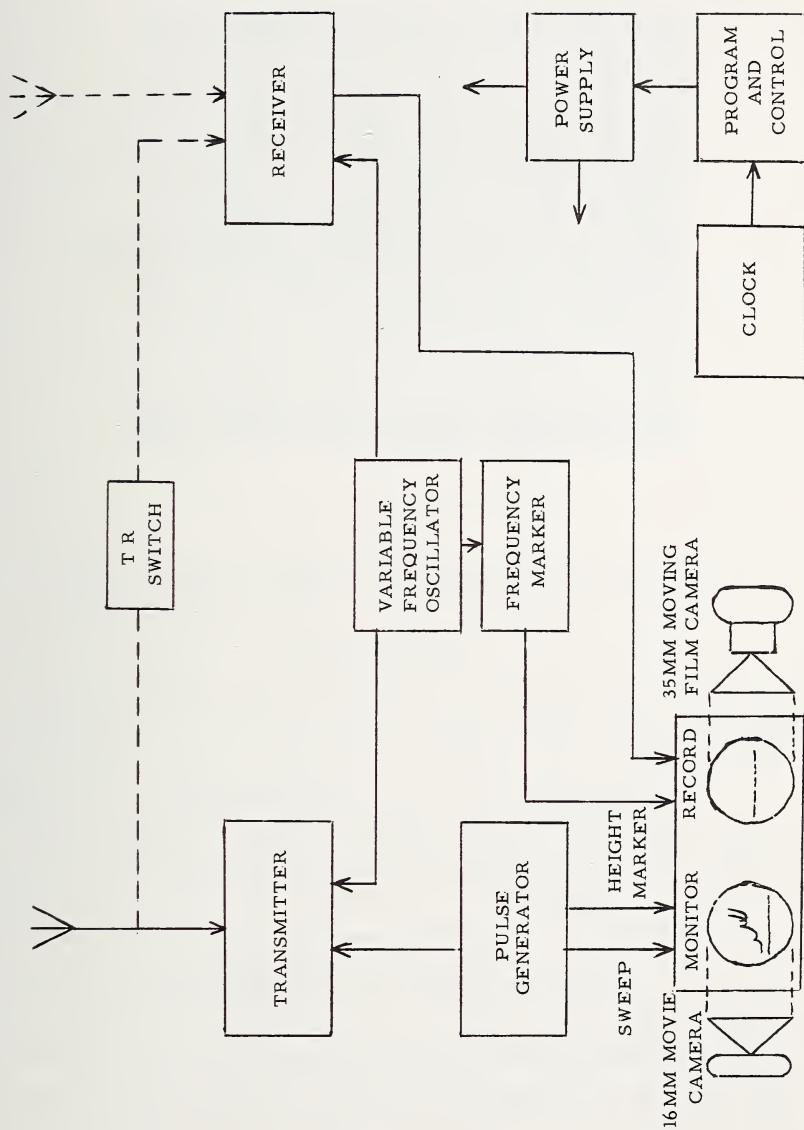 T R
SWITCH
TRANSMITTER
RECEIVER
VARIABLE
FREQUENCY
OSCILLATOR
PULSE
GENERATOR
FREQUENCY
MARKER
POWER
SUPPLY
SWEEP
HEIGHT
MARKER
16MM MOVIE
CAMERA
MONITOR
RECORD
35MM MOVING
FILM CAMERA
CLOCK
PROGRAM
AND
CONTROL